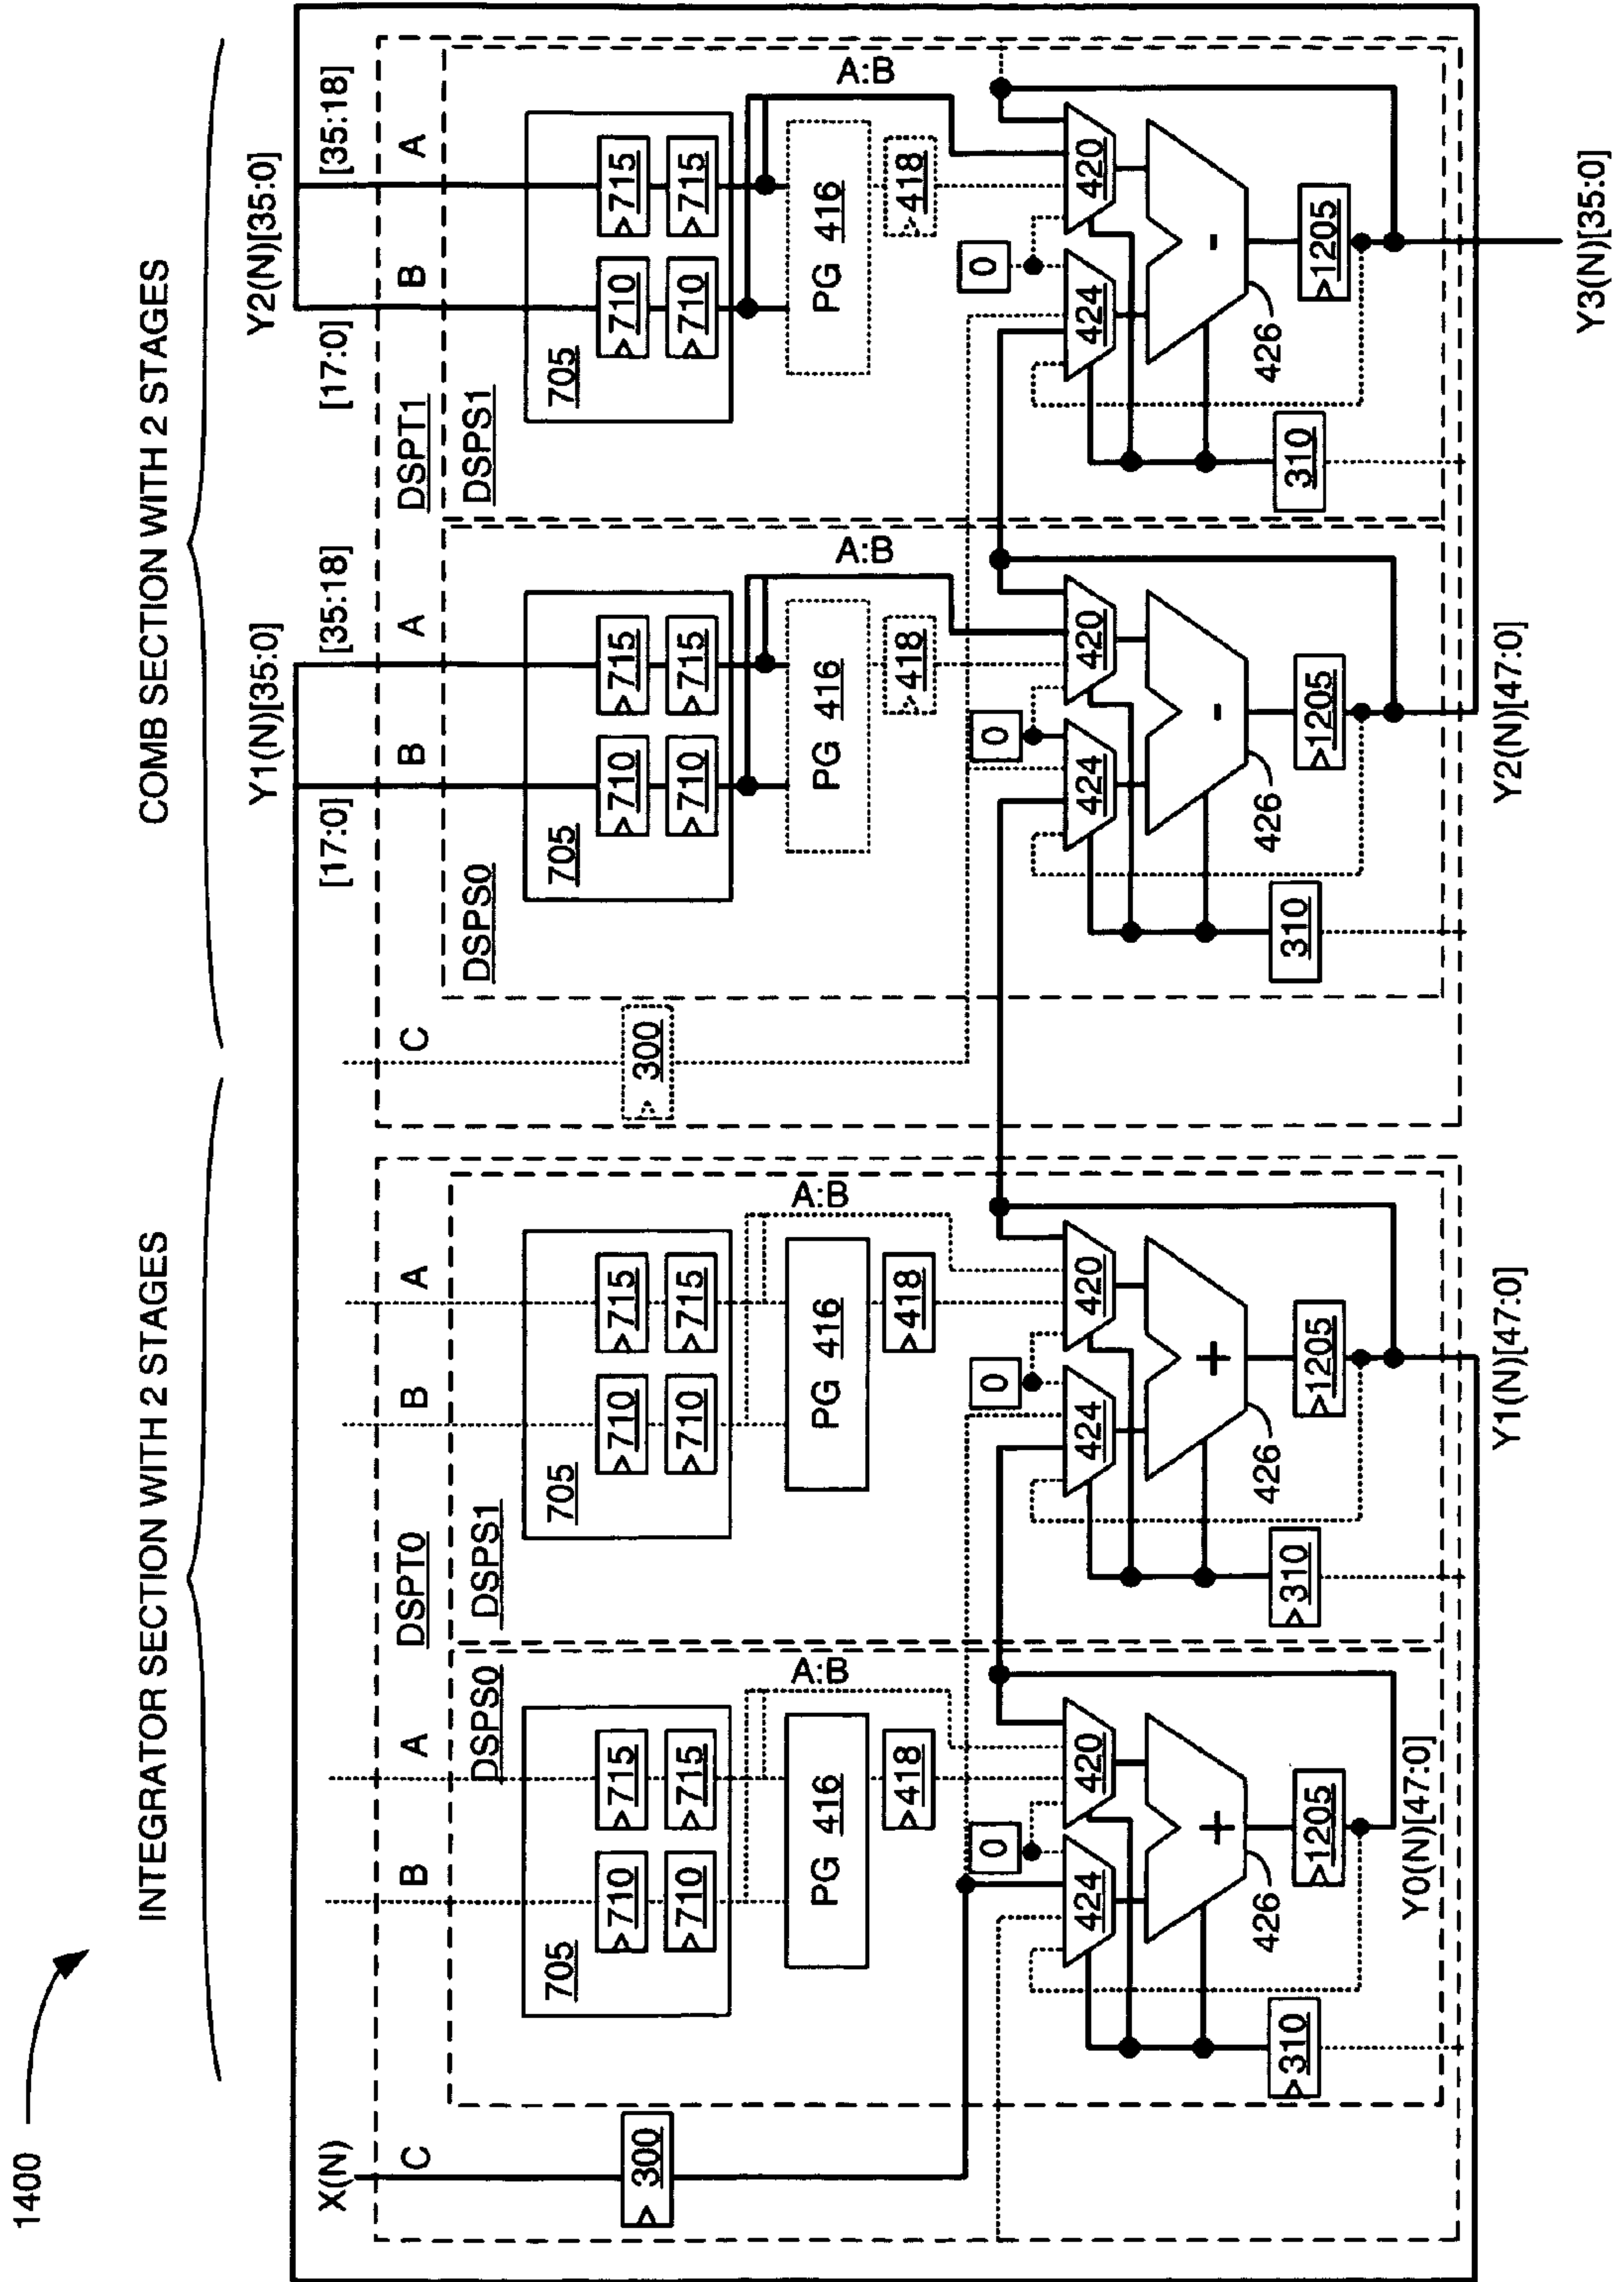 1400
INTEGRATOR SECTION WITH 2 STAGES
COMB SECTION WITH 2 STAGES
X(N)
Y1(N)[35:0]
Y2(N)[35:0]
[17:0]
[35:18]
[17:0]
[35:18]
C
B
A
B
A
C
B
A
B
A
DSPT0
DSPT1
DSPS0
DSPS1
DSPS0
DSPS1
705
710
715
710
715
705
710
715
710
715
705
710
715
710
715
705
710
715
710
715
300
300
A:B
A:B
A:B
A:B
PG 416
PG 416
PG 416
PG 416
418
418
418
418
0
0
0
0
424
420
424
420
424
420
424
420
+
+
-
-
426
426
426
426
310
1205
310
1205
310
1205
310
1205
Y0(N)[47:0]
Y1(N)[47:0]
Y2(N)[47:0]
Y3(N)[35:0]